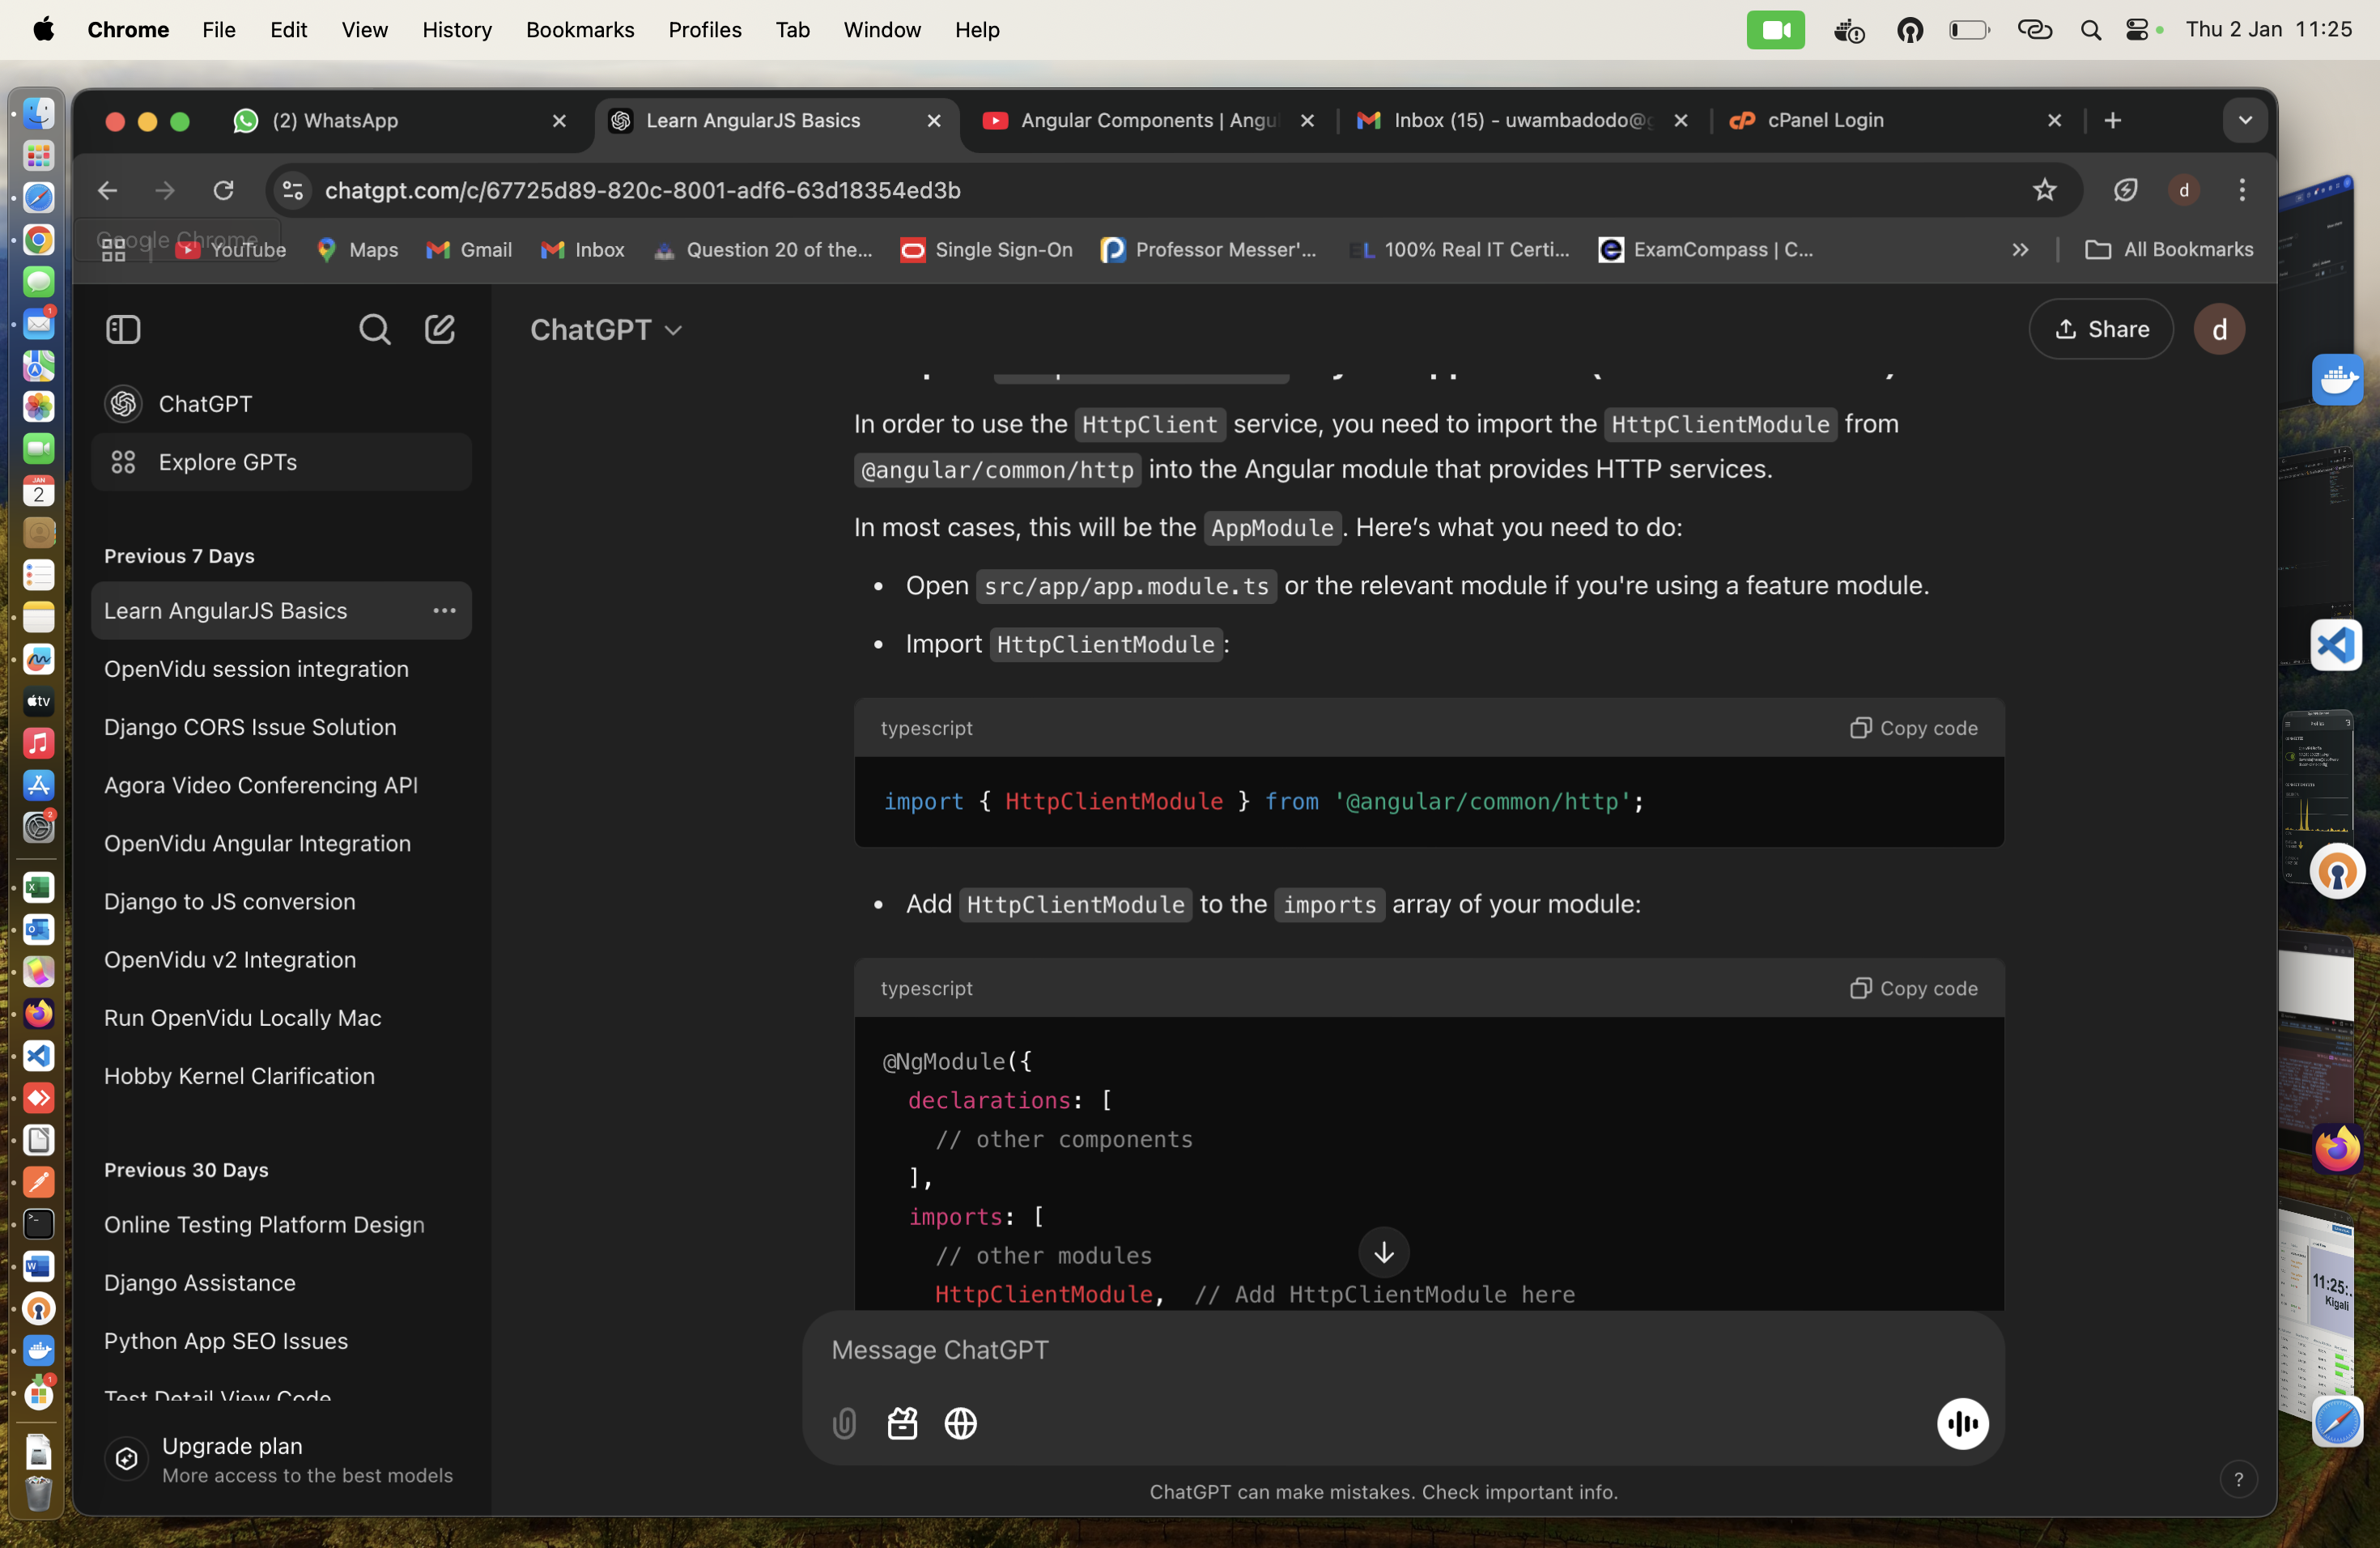 Chrome File Edit View History Bookmarks Profiles Tab Window Help Thu 2 Jan 11:25
(2) WhatsApp Learn AngularJS Basics Angular Components | Angul Inbox (15) - uwambadodo@g cPanel Login
chatgpt.com/c/67725d89-820c-8001-adf6-63d18354ed3b d
Google Chrome
YouTube Maps Gmail Inbox Question 20 of the... Single Sign-On Professor Messer'... 100% Real IT Certi... ExamCompass | C... All Bookmarks
ChatGPT
Share
d
ChatGPT
Explore GPTs
Previous 7 Days
Learn AngularJS Basics
OpenVidu session integration
Django CORS Issue Solution
Agora Video Conferencing API
OpenVidu Angular Integration
Django to JS conversion
OpenVidu v2 Integration
Run OpenVidu Locally Mac
Hobby Kernel Clarification
Previous 30 Days
Online Testing Platform Design
Django Assistance
Python App SEO Issues
Test Detail View Code
Upgrade plan
More access to the best models
In order to use the HttpClient service, you need to import the HttpClientModule from
@angular/common/http into the Angular module that provides HTTP services.
In most cases, this will be the AppModule. Here’s what you need to do:
• Open src/app/app.module.ts or the relevant module if you're using a feature module.
• Import HttpClientModule:
typescript Copy code
import { HttpClientModule } from '@angular/common/http';
• Add HttpClientModule to the imports array of your module:
typescript Copy code
@NgModule({
declarations: [
// other components
],
imports: [
// other modules
HttpClientModule, // Add HttpClientModule here
Message ChatGPT
ChatGPT can make mistakes. Check important info.
?
JAN
2
tv
11:25:
Kigali